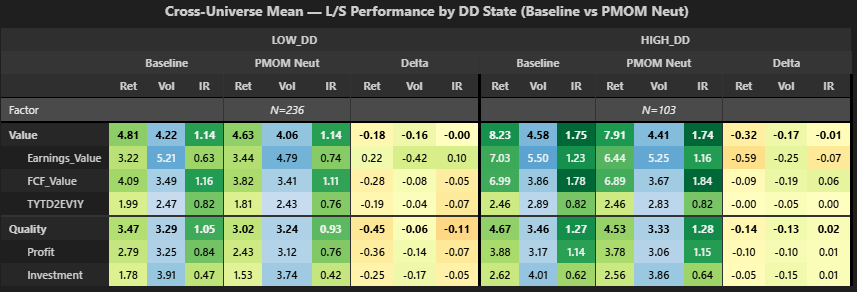 Cross-Universe Mean — L/S Performance by DD State (Baseline vs PMOM Neut)
LOW_DD HIGH_DD
Baseline PMOM Neut Delta Baseline PMOM Neut Delta
Ret Vol IR Ret Vol IR Ret Vol IR Ret Vol IR Ret Vol IR Ret Vol IR
Factor N=236 N=103
Value 4.81 4.22 1.14 4.63 4.06 1.14 -0.18 -0.16 -0.00 8.23 4.58 1.75 7.91 4.41 1.74 -0.32 -0.17 -0.01
Earnings_Value 3.22 5.21 0.63 3.44 4.79 0.74 0.22 -0.42 0.10 7.03 5.50 1.23 6.44 5.25 1.16 -0.59 -0.25 -0.07
FCF_Value 4.09 3.49 1.16 3.82 3.41 1.11 -0.28 -0.08 -0.05 6.99 3.86 1.78 6.89 3.67 1.84 -0.09 -0.19 0.06
TYTD2EV1Y 1.99 2.47 0.82 1.81 2.43 0.76 -0.19 -0.04 -0.07 2.46 2.89 0.82 2.46 2.83 0.82 -0.00 -0.05 0.00
Quality 3.47 3.29 1.05 3.02 3.24 0.93 -0.45 -0.06 -0.11 4.67 3.46 1.27 4.53 3.33 1.28 -0.14 -0.13 0.02
Profit 2.79 3.25 0.84 2.43 3.12 0.76 -0.36 -0.14 -0.07 3.88 3.17 1.14 3.78 3.06 1.15 -0.10 -0.10 0.01
Investment 1.78 3.91 0.47 1.53 3.74 0.42 -0.25 -0.17 -0.05 2.62 4.01 0.62 2.56 3.86 0.64 -0.05 -0.15 0.01